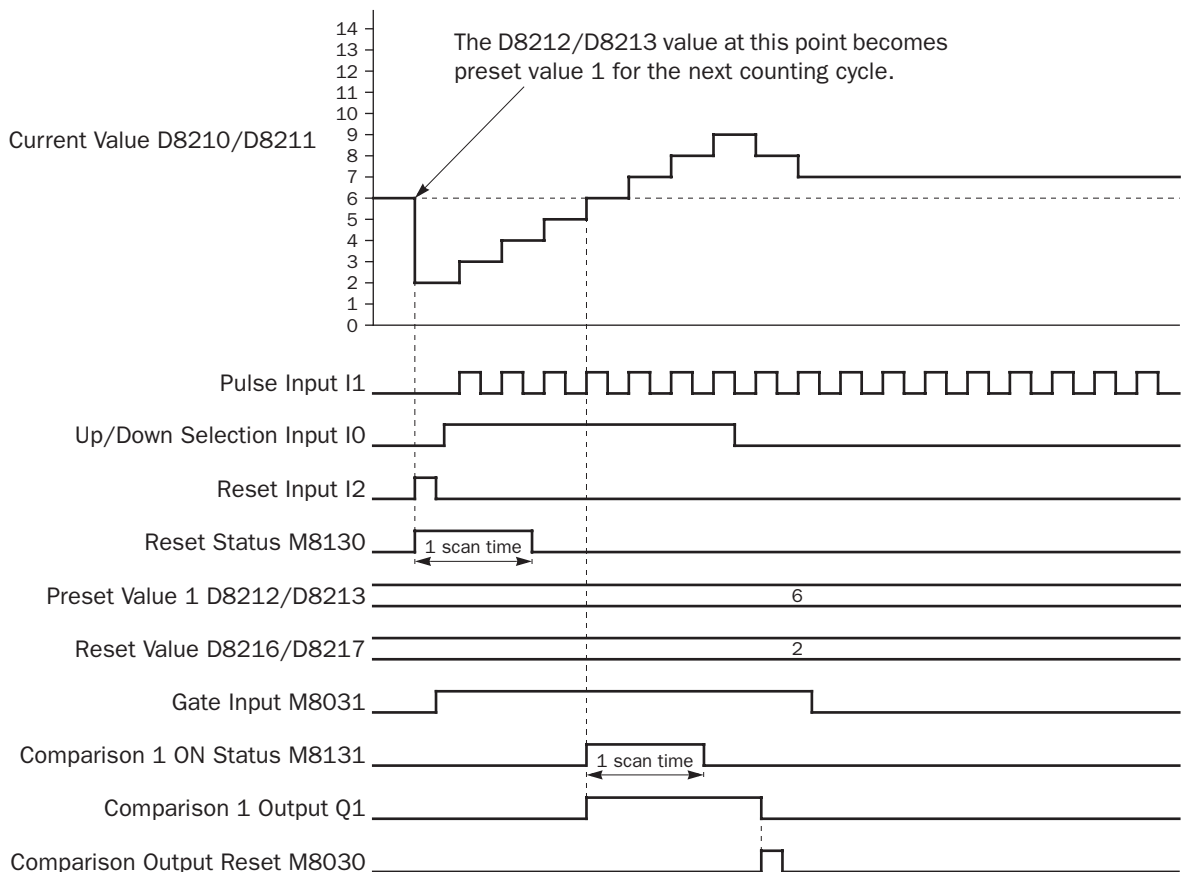 14
13
12
11
10
9
8
7
6
5
4
3
2
1
0
The D8212/D8213 value at this point becomes
preset value 1 for the next counting cycle.
Current Value D8210/D8211
Pulse Input I1
Up/Down Selection Input I0
Reset Input I2
Reset Status M8130
1 scan time
Preset Value 1 D8212/D8213
6
Reset Value D8216/D8217
2
Gate Input M8031
Comparison 1 ON Status M8131
1 scan time
Comparison 1 Output Q1
Comparison Output Reset M8030